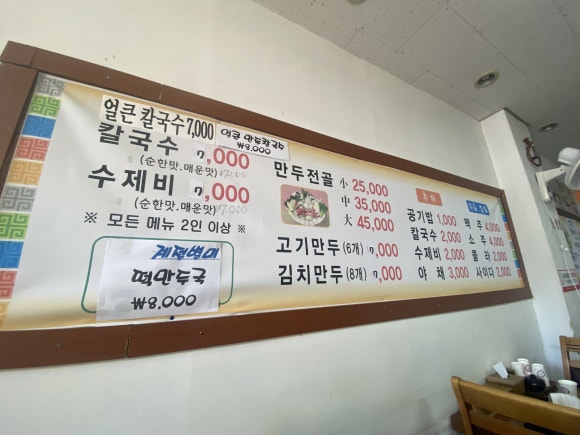 얼큰 칼국수 7,000
얼큰 만두칼국수
₩8,000
칼국수 7,000
(순한맛.매운맛)
수제비 7,000
(순한맛.매운맛) ₩7,000
※ 모든 메뉴 2인 이상 ※
계절별미
떡만두국
₩8,000
만두전골 小 25,000
中 35,000
大 45,000
고기만두 (6개) 7,000
김치만두 (8개) 7,000
추가
공기밥 1,000
칼국수 2,000
수제비 2,000
야채 3,000
맥주 4,000
소주 4,000
콜라 2,000
사이다 2,000